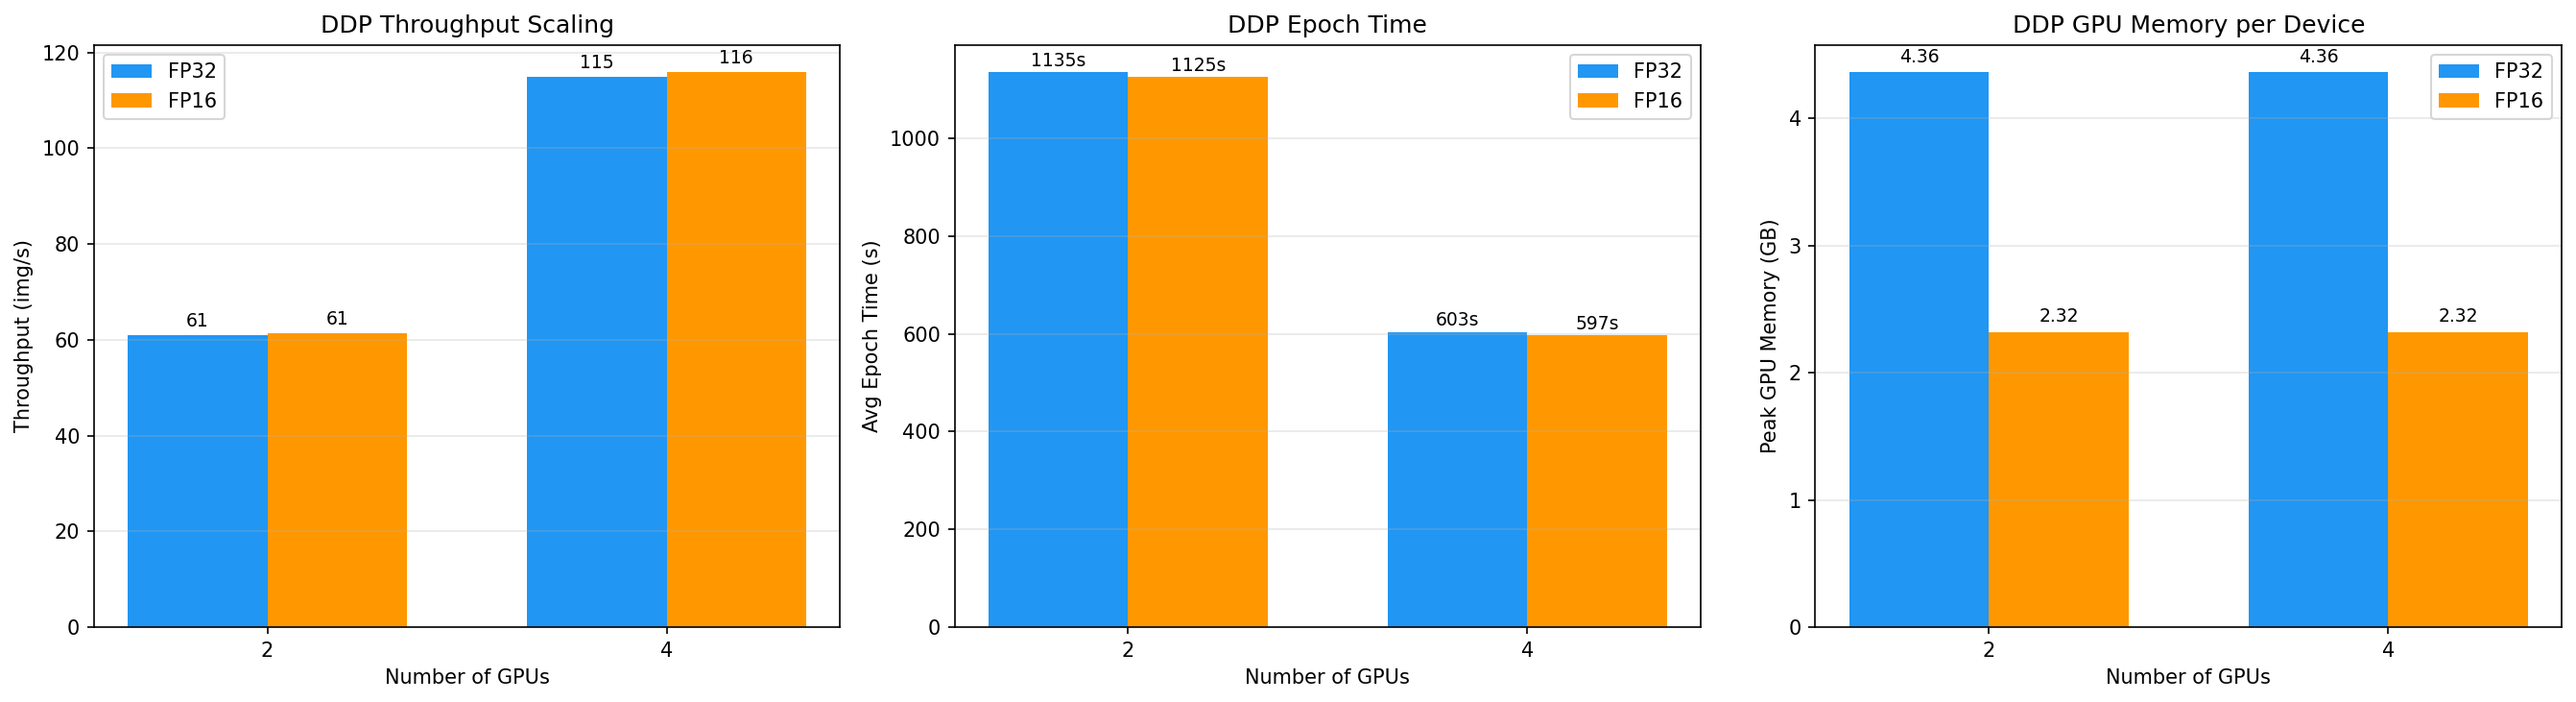 DDP Throughput Scaling
Throughput (img/s)
120
100
80
60
40
20
0
FP32
FP16
61
61
115
116
2
4
Number of GPUs
DDP Epoch Time
Avg Epoch Time (s)
1000
800
600
400
200
0
FP32
FP16
1135s
1125s
603s
597s
2
4
Number of GPUs
DDP GPU Memory per Device
Peak GPU Memory (GB)
4
3
2
1
0
FP32
FP16
4.36
2.32
4.36
2.32
2
4
Number of GPUs